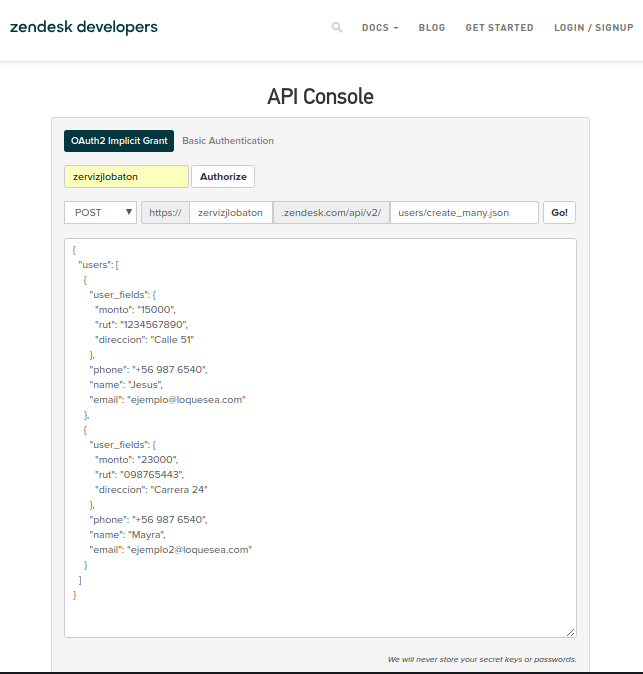 zendesk developers DOCS BLOG GET STARTED LOGIN / SIGNUP
API Console
OAuth2 Implicit Grant Basic Authentication
zervizjlobaton Authorize
POST https:// zervizjlobaton .zendesk.com/api/v2/ users/create_many.json Go!
{
"users": [
{
"user_fields": {
"monto": "15000",
"rut": "1234567890",
"direccion": "Calle 51"
},
"phone": "+56 987 6540",
"name": "Jesus",
"email": "ejemplo@loquesea.com"
},
{
"user_fields": {
"monto": "23000",
"rut": "098765443",
"direccion": "Carrera 24"
},
"phone": "+56 987 6540",
"name": "Mayra",
"email": "ejemplo2@loquesea.com"
}
]
}
We will never store your secret keys or passwords.